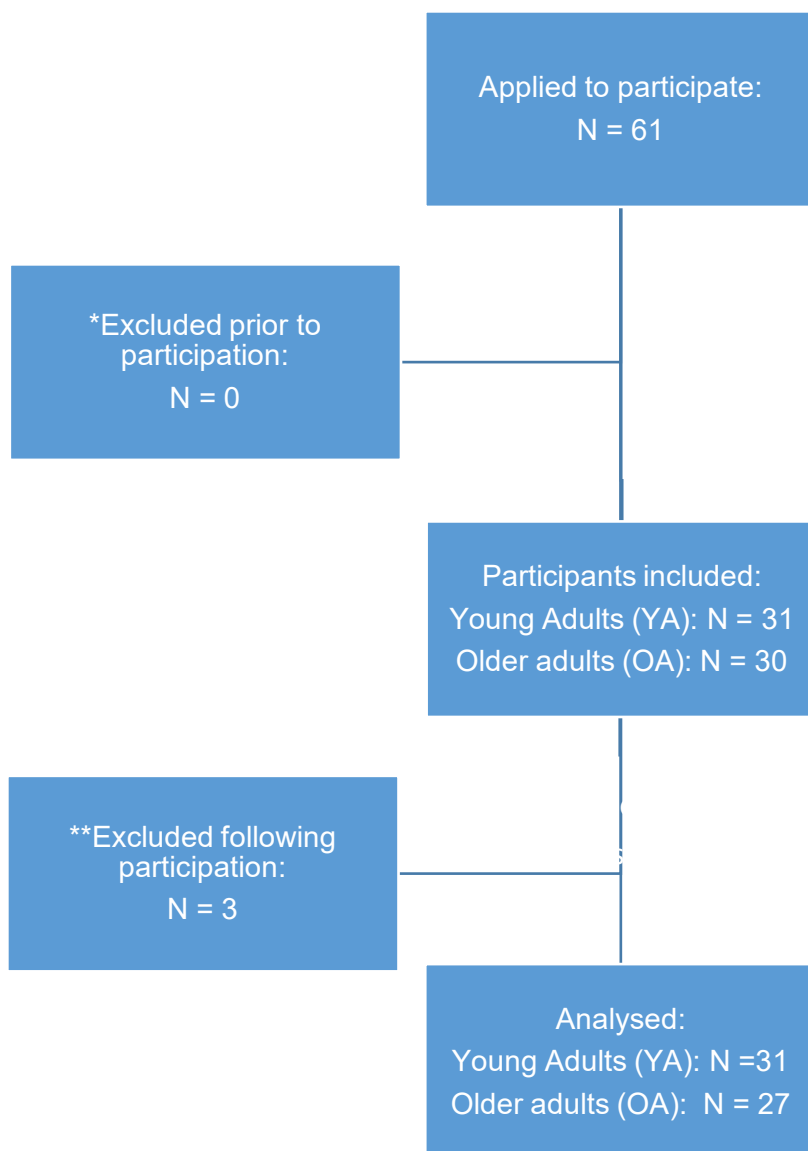 Applied to participate:
N = 61
*Excluded prior to
participation:
N = 0
Participants included:
Young Adults (YA): N = 31
Older adults (OA): N = 30
**Excluded following
participation:
N = 3
Analysed:
Young Adults (YA): N =31
Older adults (OA):  N = 27